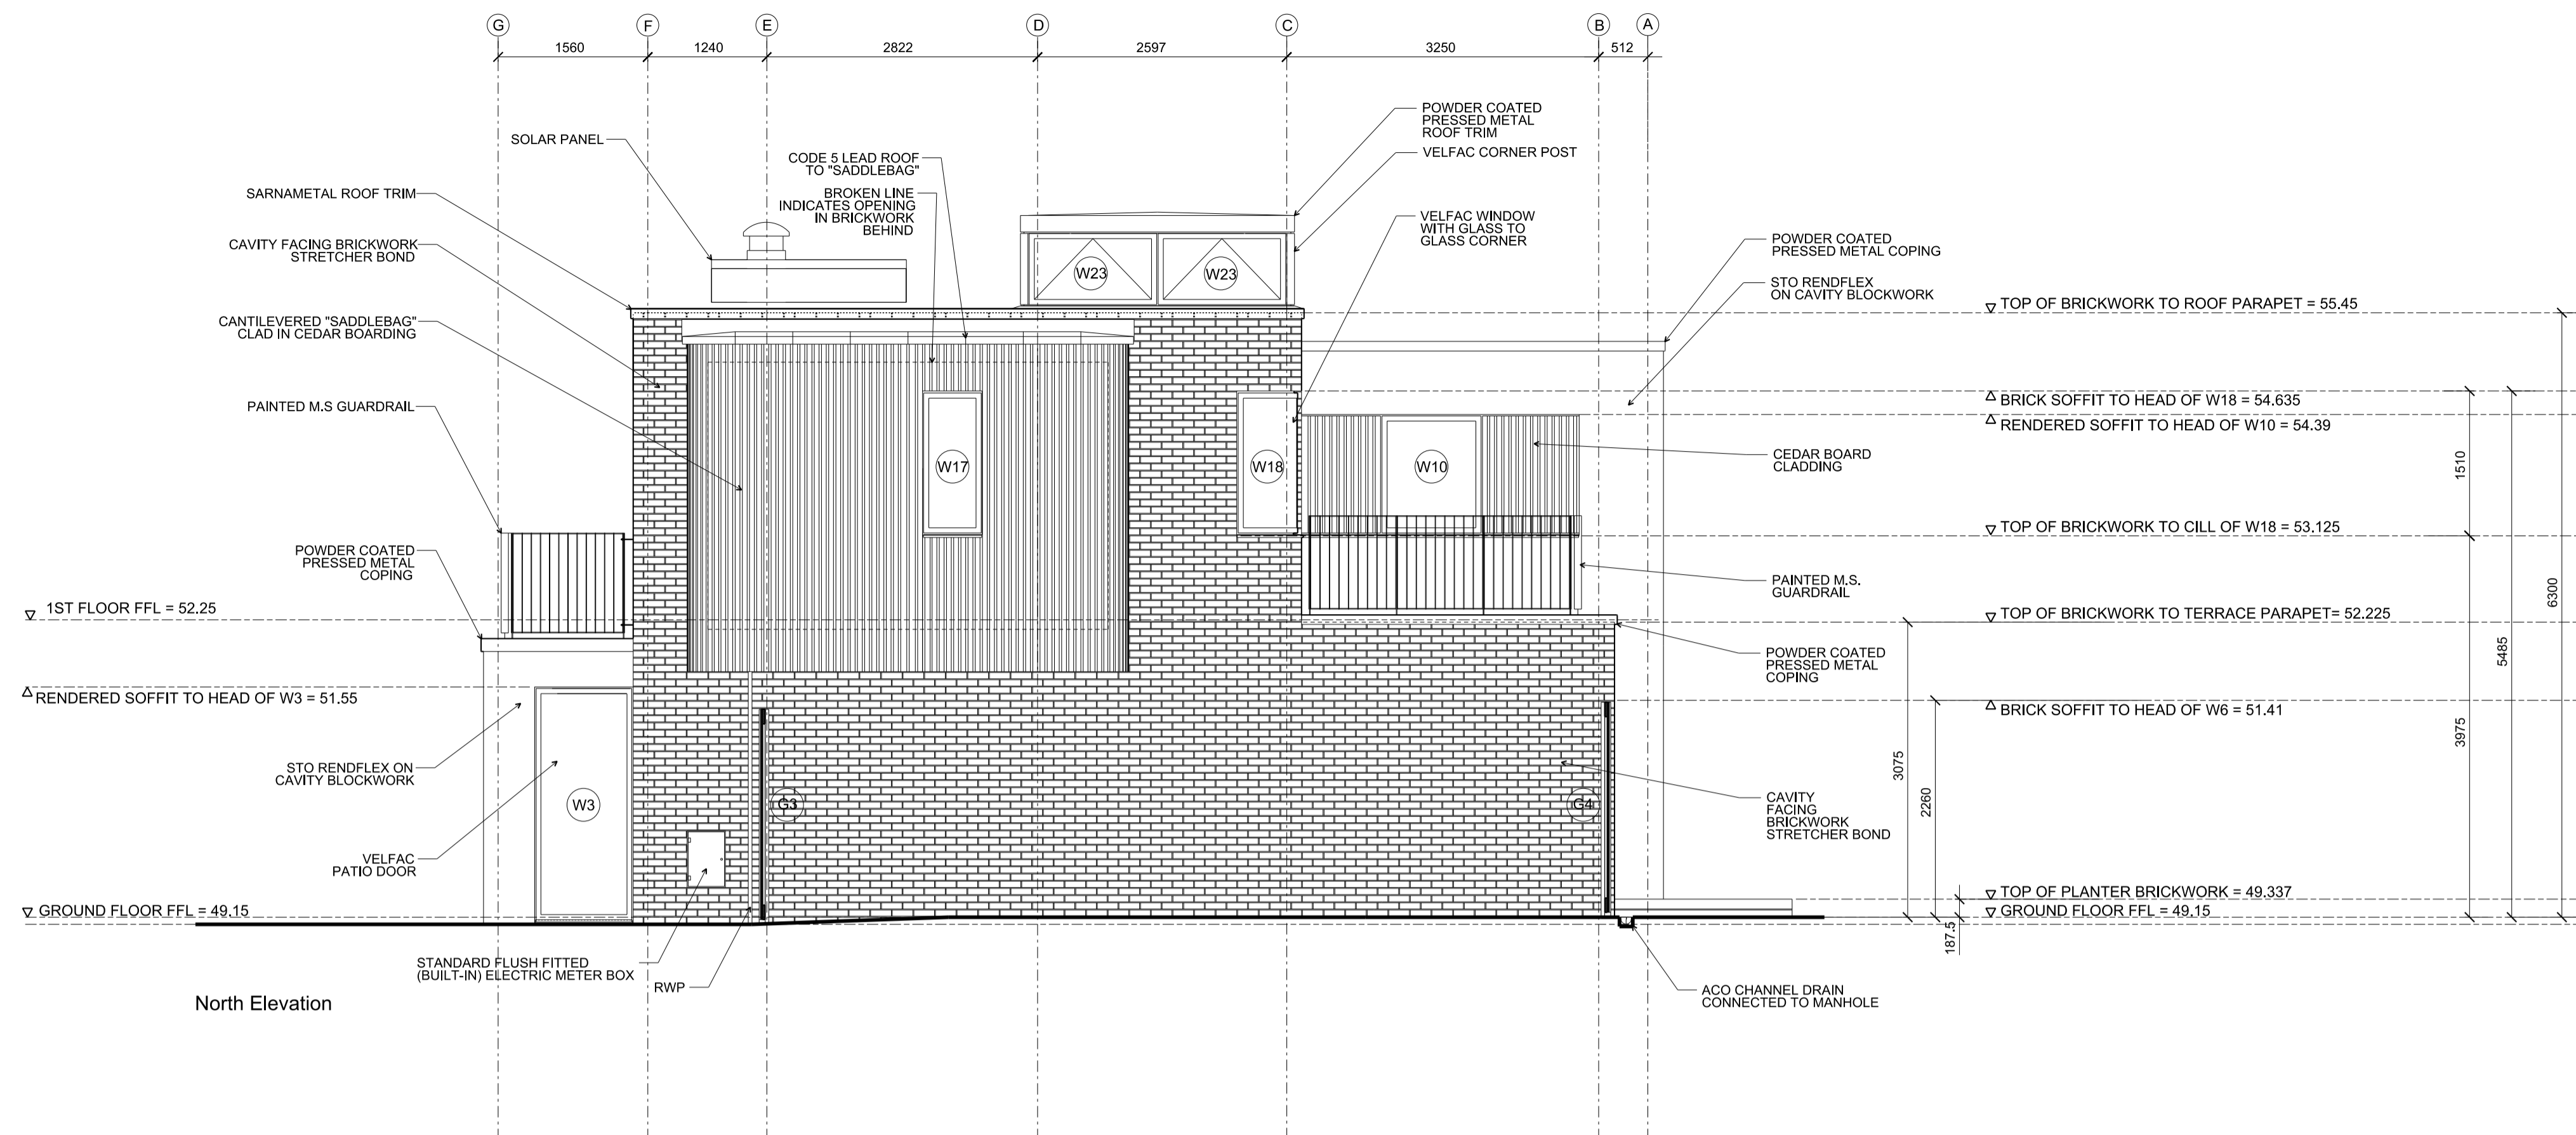 G
F
E
D
C
B
A
1560
1240
2822
2597
3250
512
SOLAR PANEL
CODE 5 LEAD ROOF
TO "SADDLEBAG"
BROKEN LINE
INDICATES OPENING
IN BRICKWORK
BEHIND
SARNAMETAL ROOF TRIM
CAVITY FACING BRICKWORK
STRETCHER BOND
CANTILEVERED "SADDLEBAG"
CLAD IN CEDAR BOARDING
PAINTED M.S GUARDRAIL
POWDER COATED
PRESSED METAL
COPING
1ST FLOOR FFL = 52.25
RENDERED SOFFIT TO HEAD OF W3 = 51.55
STO RENDFLEX ON
CAVITY BLOCKWORK
VELFAC
PATIO DOOR
GROUND FLOOR FFL = 49.15
STANDARD FLUSH FITTED
(BUILT-IN) ELECTRIC METER BOX
RWP
North Elevation
POWDER COATED
PRESSED METAL
ROOF TRIM
VELFAC CORNER POST
VELFAC WINDOW
WITH GLASS TO
GLASS CORNER
W23
W23
W17
W18
W10
W3
G3
G4
POWDER COATED
PRESSED METAL COPING
STO RENDFLEX
ON CAVITY BLOCKWORK
CEDAR BOARD
CLADDING
PAINTED M.S.
GUARDRAIL
POWDER COATED
PRESSED METAL
COPING
CAVITY
FACING
BRICKWORK
STRETCHER BOND
ACO CHANNEL DRAIN
CONNECTED TO MANHOLE
TOP OF BRICKWORK TO ROOF PARAPET = 55.45
BRICK SOFFIT TO HEAD OF W18 = 54.635
RENDERED SOFFIT TO HEAD OF W10 = 54.39
TOP OF BRICKWORK TO CILL OF W18 = 53.125
TOP OF BRICKWORK TO TERRACE PARAPET= 52.225
BRICK SOFFIT TO HEAD OF W6 = 51.41
TOP OF PLANTER BRICKWORK = 49.337
GROUND FLOOR FFL = 49.15
3075
2260
187.5
1510
3975
5485
6300